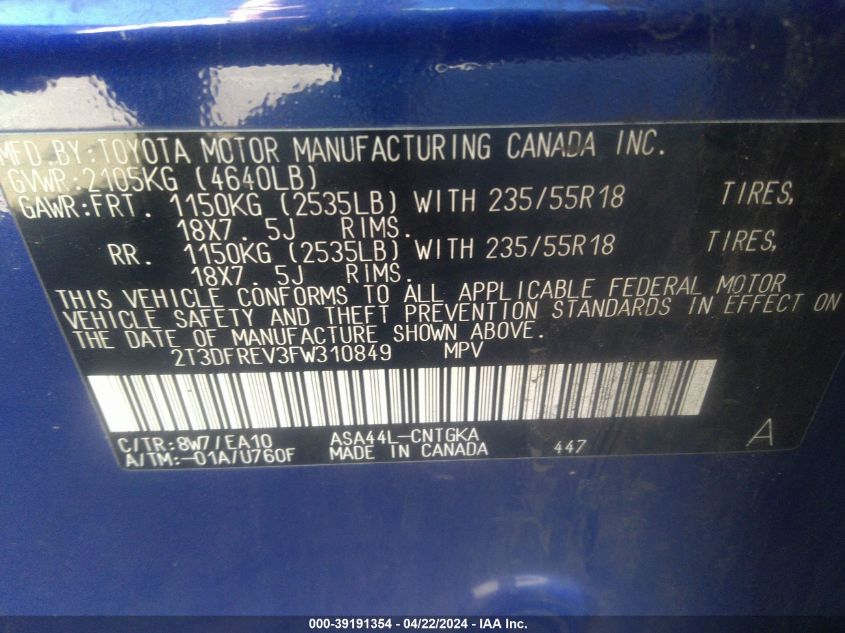 MFD.BY:TOYOTA MOTOR MANUFACTURING CANADA INC.
GVWR:2105KG (4640LB)
GAWR:FRT. 1150KG (2535LB) WITH 235/55R18 TIRES,
18X7.5J RIMS.
RR. 1150KG (2535LB) WITH 235/55R18 TIRES,
18X7.5J RIMS.
THIS VEHICLE CONFORMS TO ALL APPLICABLE FEDERAL MOTOR
VEHICLE SAFETY AND THEFT PREVENTION STANDARDS IN EFFECT ON
THE DATE OF MANUFACTURE SHOWN ABOVE.
2T3DFREV3FW310849 MPV
C/TR:8W7/EA10 ASA44L-CNTGKA
A/TM:-01A/U760F MADE IN CANADA 447 A
000-39191354 - 04/22/2024 - IAA Inc.